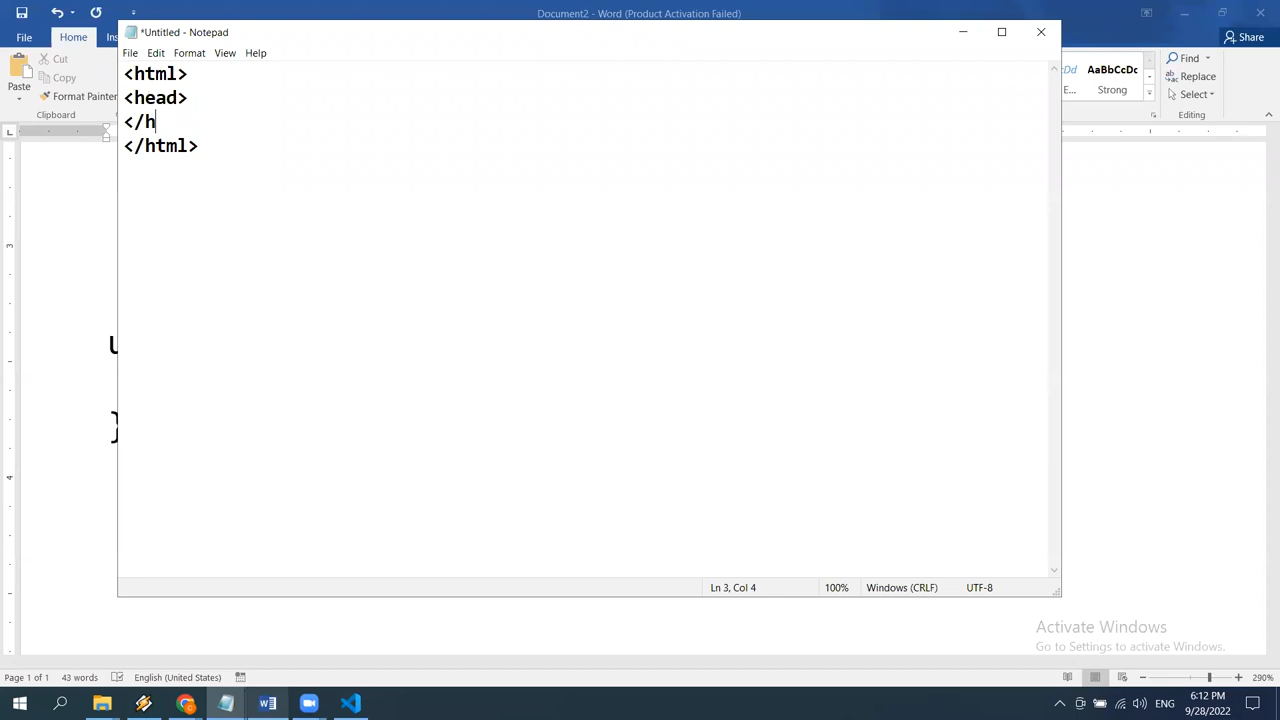 Document2 - Word (Product Activation Failed)
*Untitled - Notepad
File Home Ins
Share
File Edit Format View Help
Cut
Copy
Format Painter
Paste
Clipboard
<html>
<head>
</h
</html>
AaBbCcDc
E... Strong
Find
Replace
Select
Editing
3
4
}
Ln 3, Col 4 100% Windows (CRLF) UTF-8
Activate Windows
Go to Settings to activate Windows.
Page 1 of 1 43 words English (United States) 290%
ENG 6:12 PM
9/28/2022